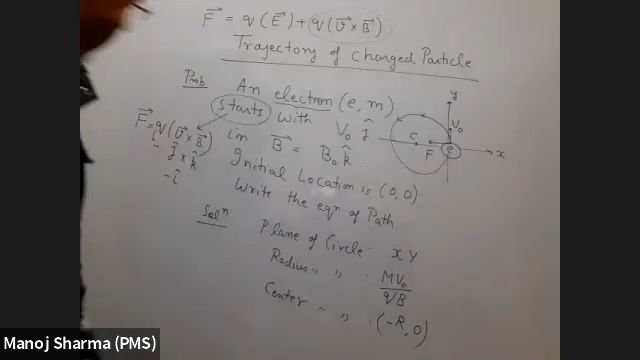 F⃗ = q(E⃗) + q(v⃗ × B⃗)
Trajectory of Charged Particle
Prob An electron (e, m)
starts with V₀ ĵ
in B⃗ = B₀ k̂
Initial Location is (0, 0)
Write the eqn of Path
F⃗ = q(v⃗ × B⃗)
- ĵ × k̂
- î
y
V₀
C
F
e
x
Solⁿ Plane of Circle : XY
Radius " " : MV₀/qB
Center " " : (-R, 0)
Manoj Sharma (PMS)